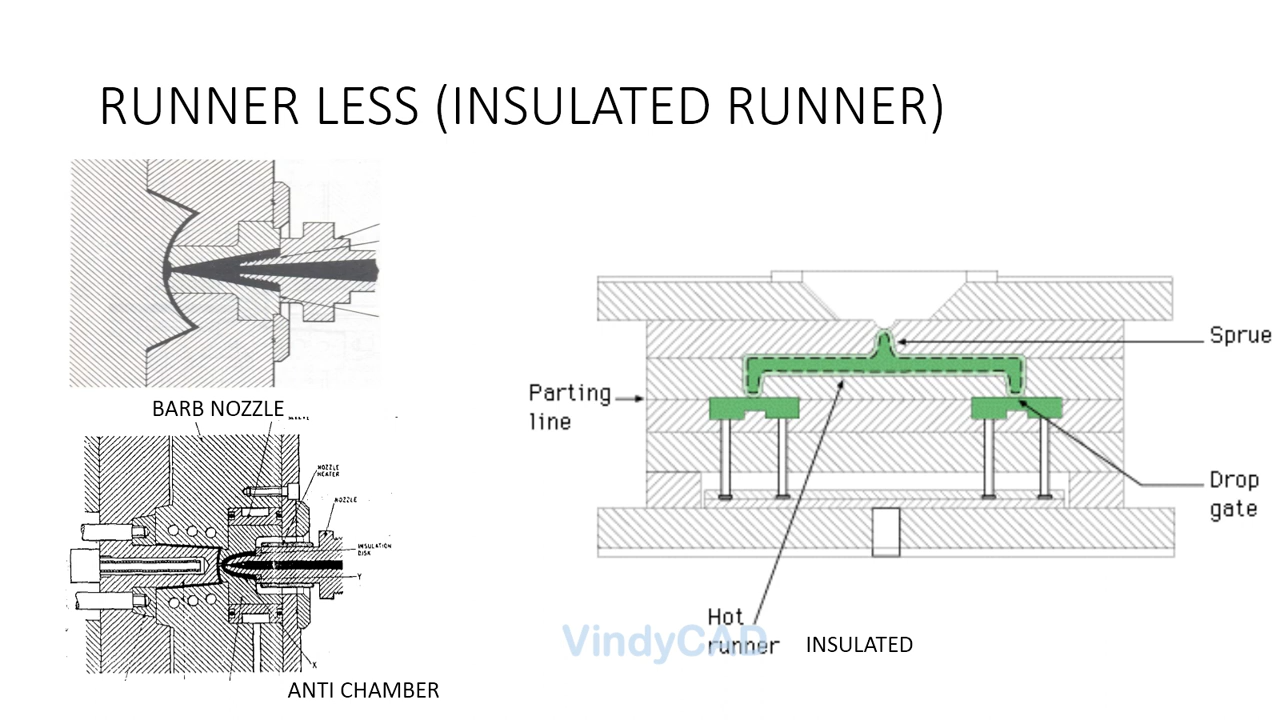 RUNNER LESS (INSULATED RUNNER)
BARB NOZZLE
NOZZLE
HEATER
NOZZLE
INSULATION
DISK
Y
X
ANTI CHAMBER
Sprue
Parting
line
Drop
gate
Hot
runner
INSULATED
VindyCAD